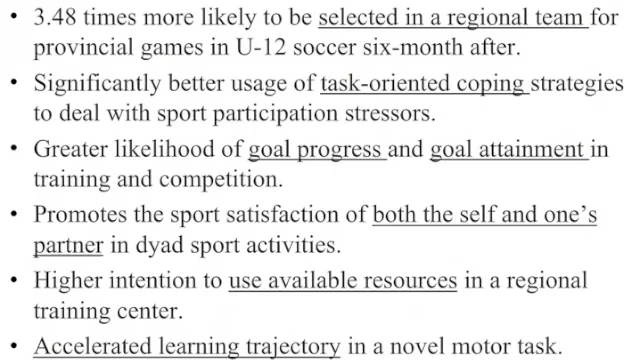 • 3.48 times more likely to be selected in a regional team for
provincial games in U-12 soccer six-month after.
• Significantly better usage of task-oriented coping strategies
to deal with sport participation stressors.
• Greater likelihood of goal progress and goal attainment in
training and competition.
• Promotes the sport satisfaction of both the self and one's
partner in dyad sport activities.
• Higher intention to use available resources in a regional
training center.
• Accelerated learning trajectory in a novel motor task.